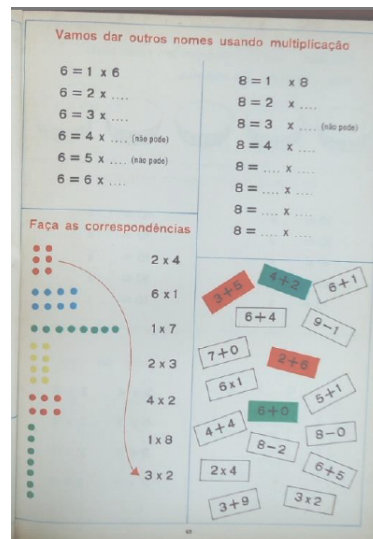 Vamos dar outros nomes usando multiplicação
6 = 1 x 6
6 = 2 x ....
6 = 3 x ....
6 = 4 x .... (não pode)
6 = 5 x .... (não pode)
6 = 6 x ....
8 = 1 x 8
8 = 2 x ....
8 = 3 x .... (não pode)
8 = 4 x ....
8 = .... x ....
8 = .... x ....
8 = .... x ....
8 = .... x ....
Faça as correspondências
2 x 4
6 x 1
1 x 7
2 x 3
4 x 2
1 x 8
3 x 2
3+5
4+2
6+1
6+4
9-1
7+0
2+6
6x1
5+1
6+0
4+4
8-2
8-0
2x4
6+5
3+9
3x2